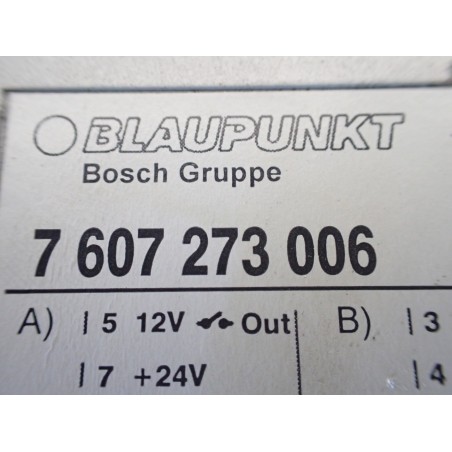 BLAUPUNKT
Bosch Gruppe
7 607 273 006
A) | 5 12V Out | B) | 3
| 7 +24V | 4